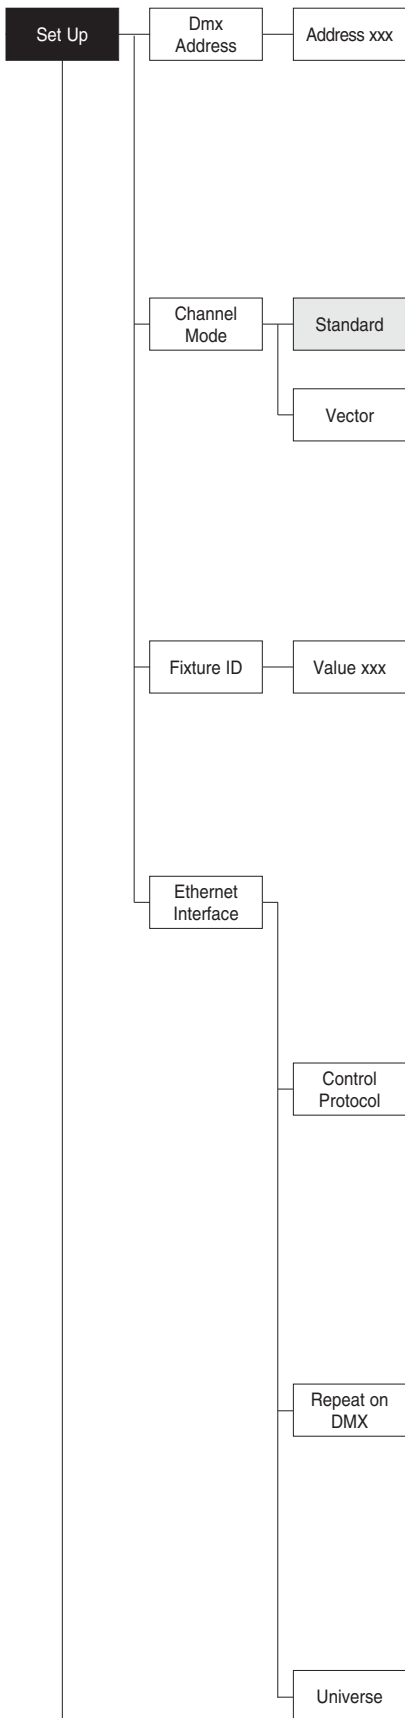 Set Up
Dmx
Address
Address xxx
Channel
Mode
Standard
Vector
Fixture ID
Value xxx
Ethernet
Interface
Control
Protocol
Repeat on
DMX
Universe